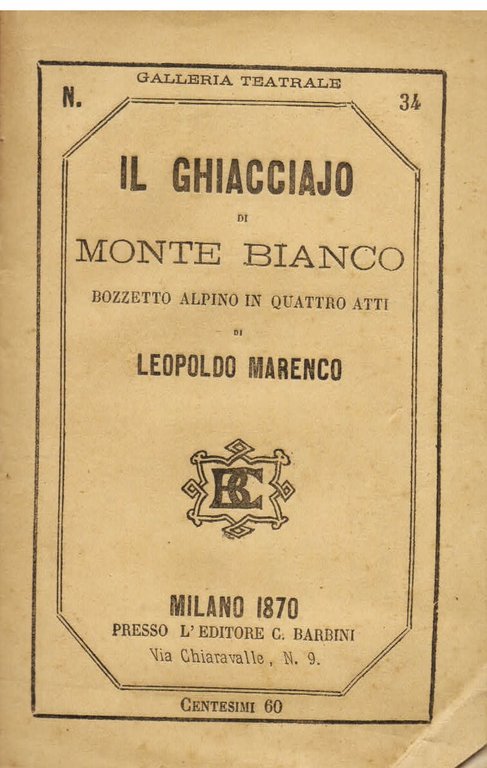 GALLERIA TEATRALE
N. 34
IL GHIACCIAJO
DI
MONTE BIANCO
BOZZETTO ALPINO IN QUATTRO ATTI
DI
LEOPOLDO MARENCO
BC
MILANO 1870
PRESSO L'EDITORE C. BARBINI
Via Chiaravalle, N. 9.
CENTESIMI 60